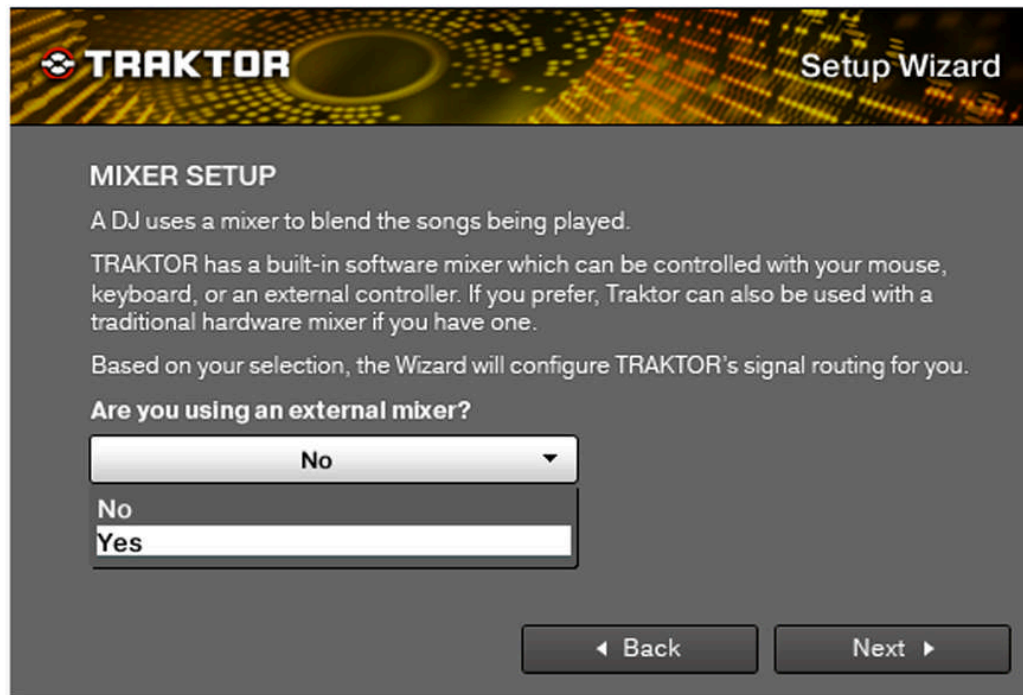 TRAKTOR
Setup Wizard
MIXER SETUP
A DJ uses a mixer to blend the songs being played.
TRAKTOR has a built-in software mixer which can be controlled with your mouse,
keyboard, or an external controller. If you prefer, Traktor can also be used with a
traditional hardware mixer if you have one.
Based on your selection, the Wizard will configure TRAKTOR's signal routing for you.
Are you using an external mixer?
No
No
Yes
Back
Next